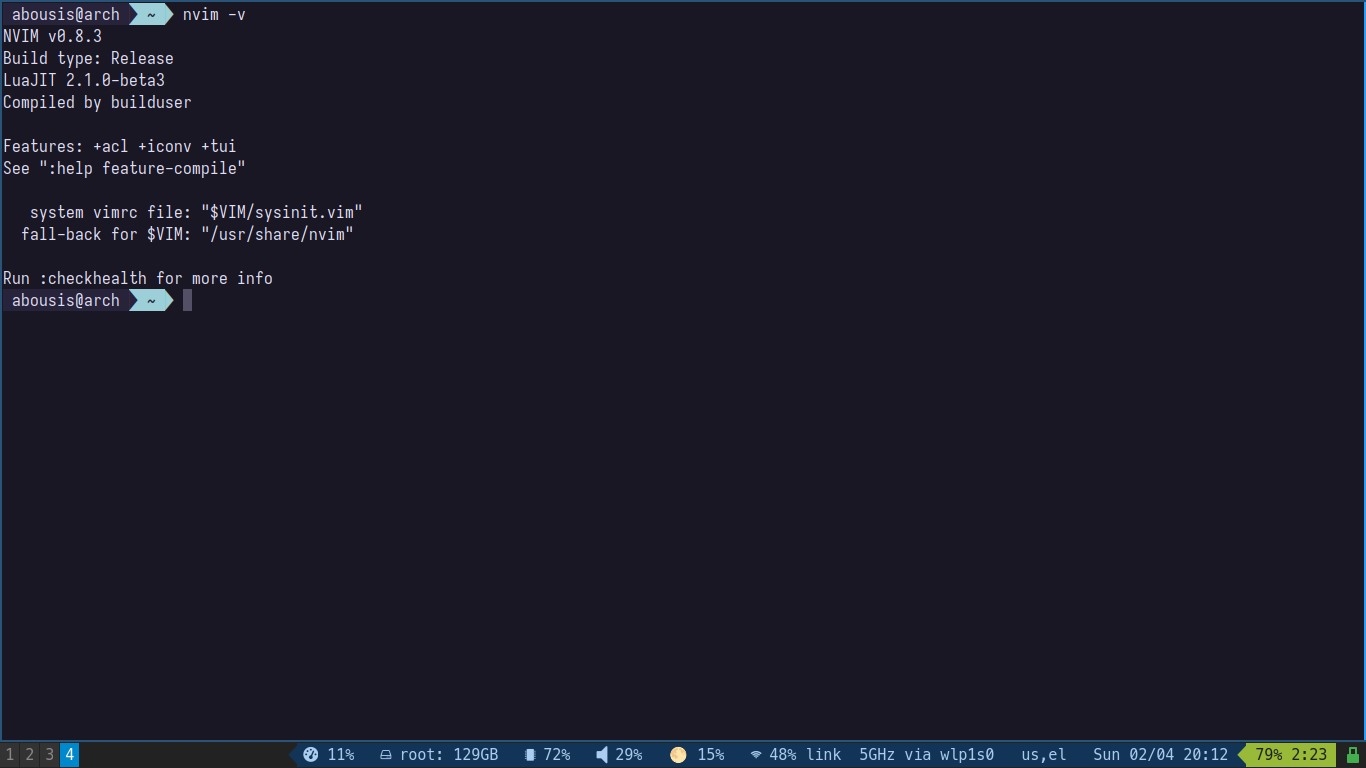 abousis@arch ~ nvim -v
NVIM v0.8.3
Build type: Release
LuaJIT 2.1.0-beta3
Compiled by builduser
Features: +acl +iconv +tui
See ":help feature-compile"
system vimrc file: "$VIM/sysinit.vim"
fall-back for $VIM: "/usr/share/nvim"
Run :checkhealth for more info
abousis@arch ~
1 2 3 4 11% root: 129GB 72% 29% 15% 48% link 5GHz via wlp1s0 us,el Sun 02/04 20:12 79% 2:23